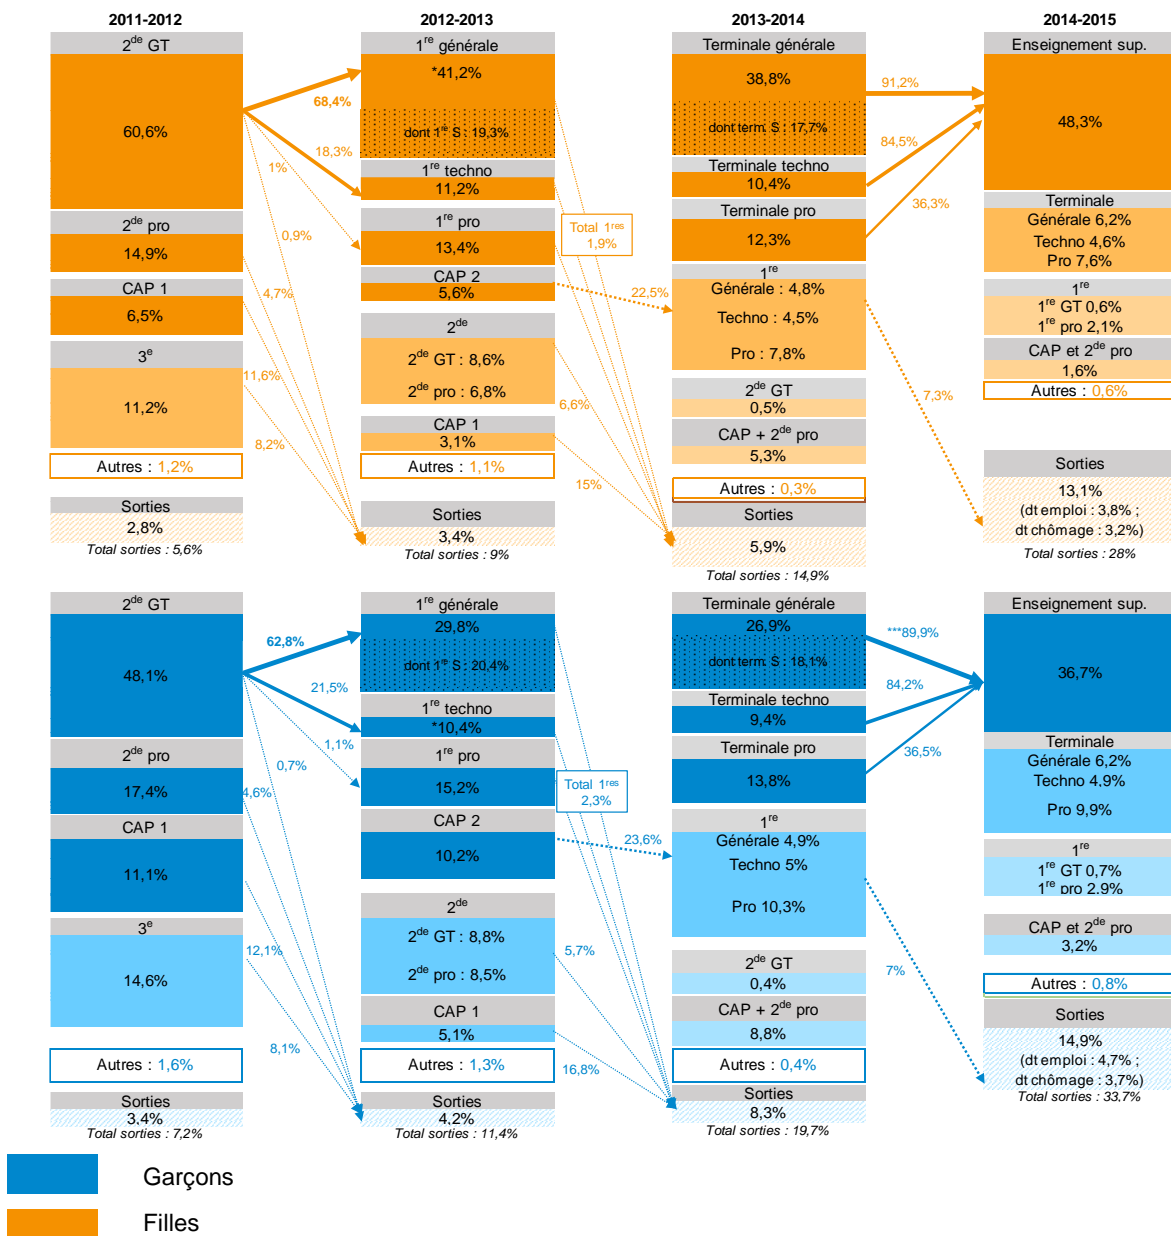 2011-2012
2012-2013
2013-2014
2014-2015
2de GT
60,6%
2de pro
14,9%
CAP 1
6,5%
3e
11,2%
Autres : 1,2%
Sorties
2,8%
Total sorties : 5,6%
68,4%
18,3%
1%
0,9%
4,7%
11,6%
8,2%
1re générale
*41,2%
dont 1re S : 19,3%
1re techno
11,2%
1re pro
13,4%
CAP 2
5,6%
2de
2de GT : 8,6%
2de pro : 6,8%
CAP 1
3,1%
Autres : 1,1%
Sorties
3,4%
Total sorties : 9%
Total 1res
1,9%
22,5%
6,6%
15%
Terminale générale
38,8%
dont term. S : 17,7%
Terminale techno
10,4%
Terminale pro
12,3%
1re
Générale : 4,8%
Techno : 4,5%
Pro : 7,8%
2de GT
0,5%
CAP + 2de pro
5,3%
Autres : 0,3%
Sorties
5,9%
Total sorties : 14,9%
91,2%
84,5%
36,3%
7,3%
Enseignement sup.
48,3%
Terminale
Générale 6,2%
Techno 4,6%
Pro 7,6%
1re
1re GT 0,6%
1re pro 2,1%
CAP et 2de pro
1,6%
Autres : 0,6%
Sorties
13,1%
(dt emploi : 3,8% ;
dt chômage : 3,2%)
Total sorties : 28%
2de GT
48,1%
2de pro
17,4%
CAP 1
11,1%
3e
14,6%
Autres : 1,6%
Sorties
3,4%
Total sorties : 7,2%
62,8%
21,5%
1,1%
0,7%
4,6%
12,1%
8,1%
1re générale
29,8%
dont 1re S : 20,4%
1re techno
*10,4%
1re pro
15,2%
CAP 2
10,2%
2de
2de GT : 8,8%
2de pro : 8,5%
CAP 1
5,1%
Autres : 1,3%
Sorties
4,2%
Total sorties : 11,4%
Total 1res
2,3%
23,6%
5,7%
16,8%
Terminale générale
26,9%
dont term. S : 18,1%
Terminale techno
9,4%
Terminale pro
13,8%
1re
Générale 4,9%
Techno 5%
Pro 10,3%
2de GT
0,4%
CAP + 2de pro
8,8%
Autres : 0,4%
Sorties
8,3%
Total sorties : 19,7%
***89,9%
84,2%
36,5%
7%
Enseignement sup.
36,7%
Terminale
Générale 6,2%
Techno 4,9%
Pro 9,9%
1re
1re GT 0,7%
1re pro 2,9%
CAP et 2de pro
3,2%
Autres : 0,8%
Sorties
14,9%
(dt emploi : 4,7% ;
dt chômage : 3,7%)
Total sorties : 33,7%
Garçons
Filles